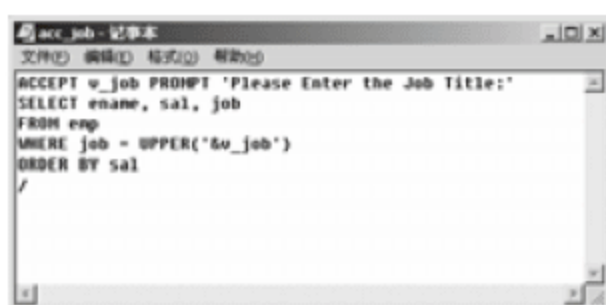 acc_job - 记事本
文件(F) 编辑(E) 格式(O) 帮助(H)
ACCEPT v_job PROMPT 'Please Enter the Job Title:'
SELECT ename, sal, job
FROM emp
WHERE job = UPPER('&v_job')
ORDER BY sal
/